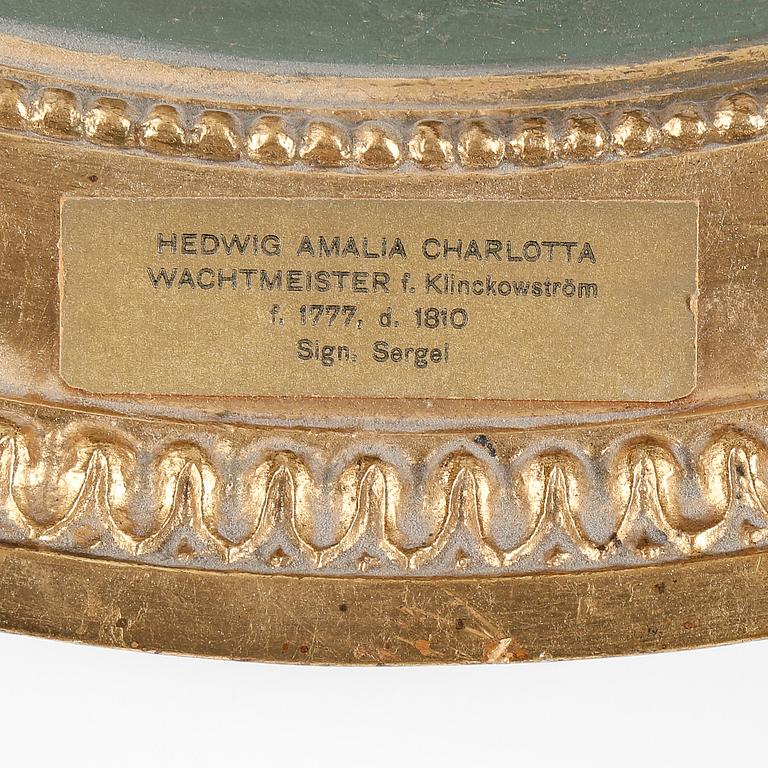 HEDWIG AMALIA CHARLOTTA
WACHTMEISTER f. Klinckowström
f. 1777, d. 1810
Sign. Sergel